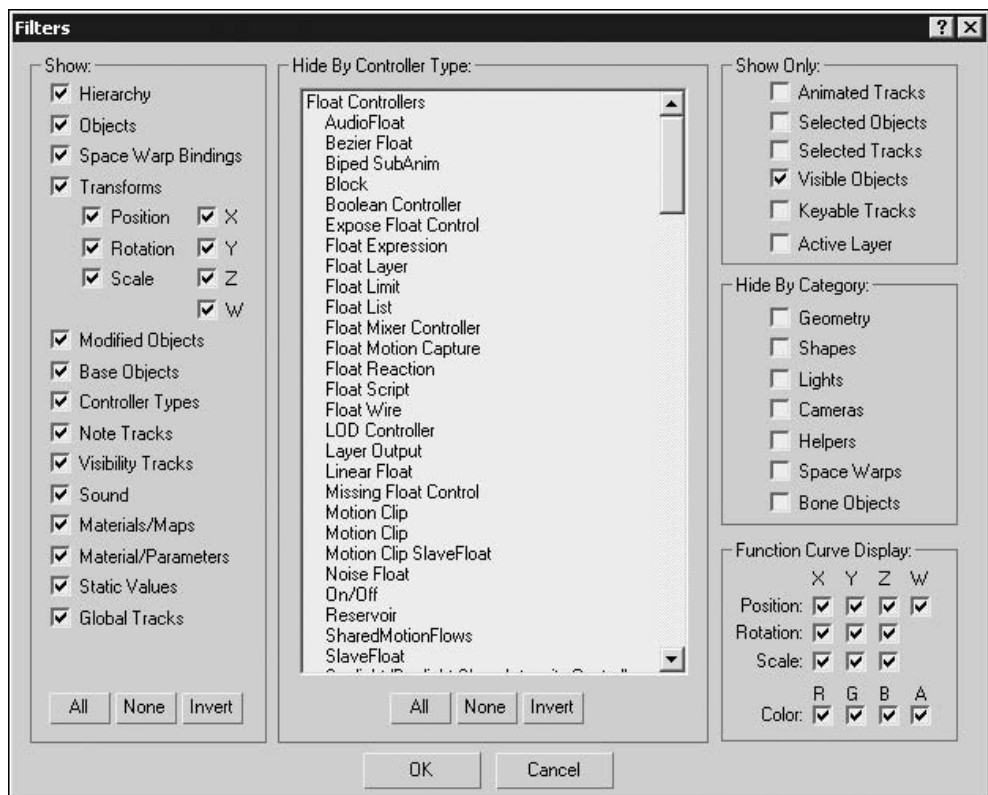 Filters
Show:
Hierarchy
Objects
Space Warp Bindings
Transforms
Position X
Rotation Y
Scale Z
W
Modified Objects
Base Objects
Controller Types
Note Tracks
Visibility Tracks
Sound
Materials/Maps
Material/Parameters
Static Values
Global Tracks
All None Invert
Hide By Controller Type:
Float Controllers
AudioFloat
Bezier Float
Biped SubAnim
Block
Boolean Controller
Expose Float Control
Float Expression
Float Layer
Float Limit
Float List
Float Mixer Controller
Float Motion Capture
Float Reaction
Float Script
Float Wire
LOD Controller
Layer Output
Linear Float
Missing Float Control
Motion Clip
Motion Clip
Motion Clip SlaveFloat
Noise Float
On/Off
Reservoir
SharedMotionFlows
SlaveFloat
All None Invert
Show Only:
Animated Tracks
Selected Objects
Selected Tracks
Visible Objects
Keyable Tracks
Active Layer
Hide By Category:
Geometry
Shapes
Lights
Cameras
Helpers
Space Warps
Bone Objects
Function Curve Display:
X Y Z W
Position:
Rotation:
Scale:
R G B A
Color:
OK Cancel